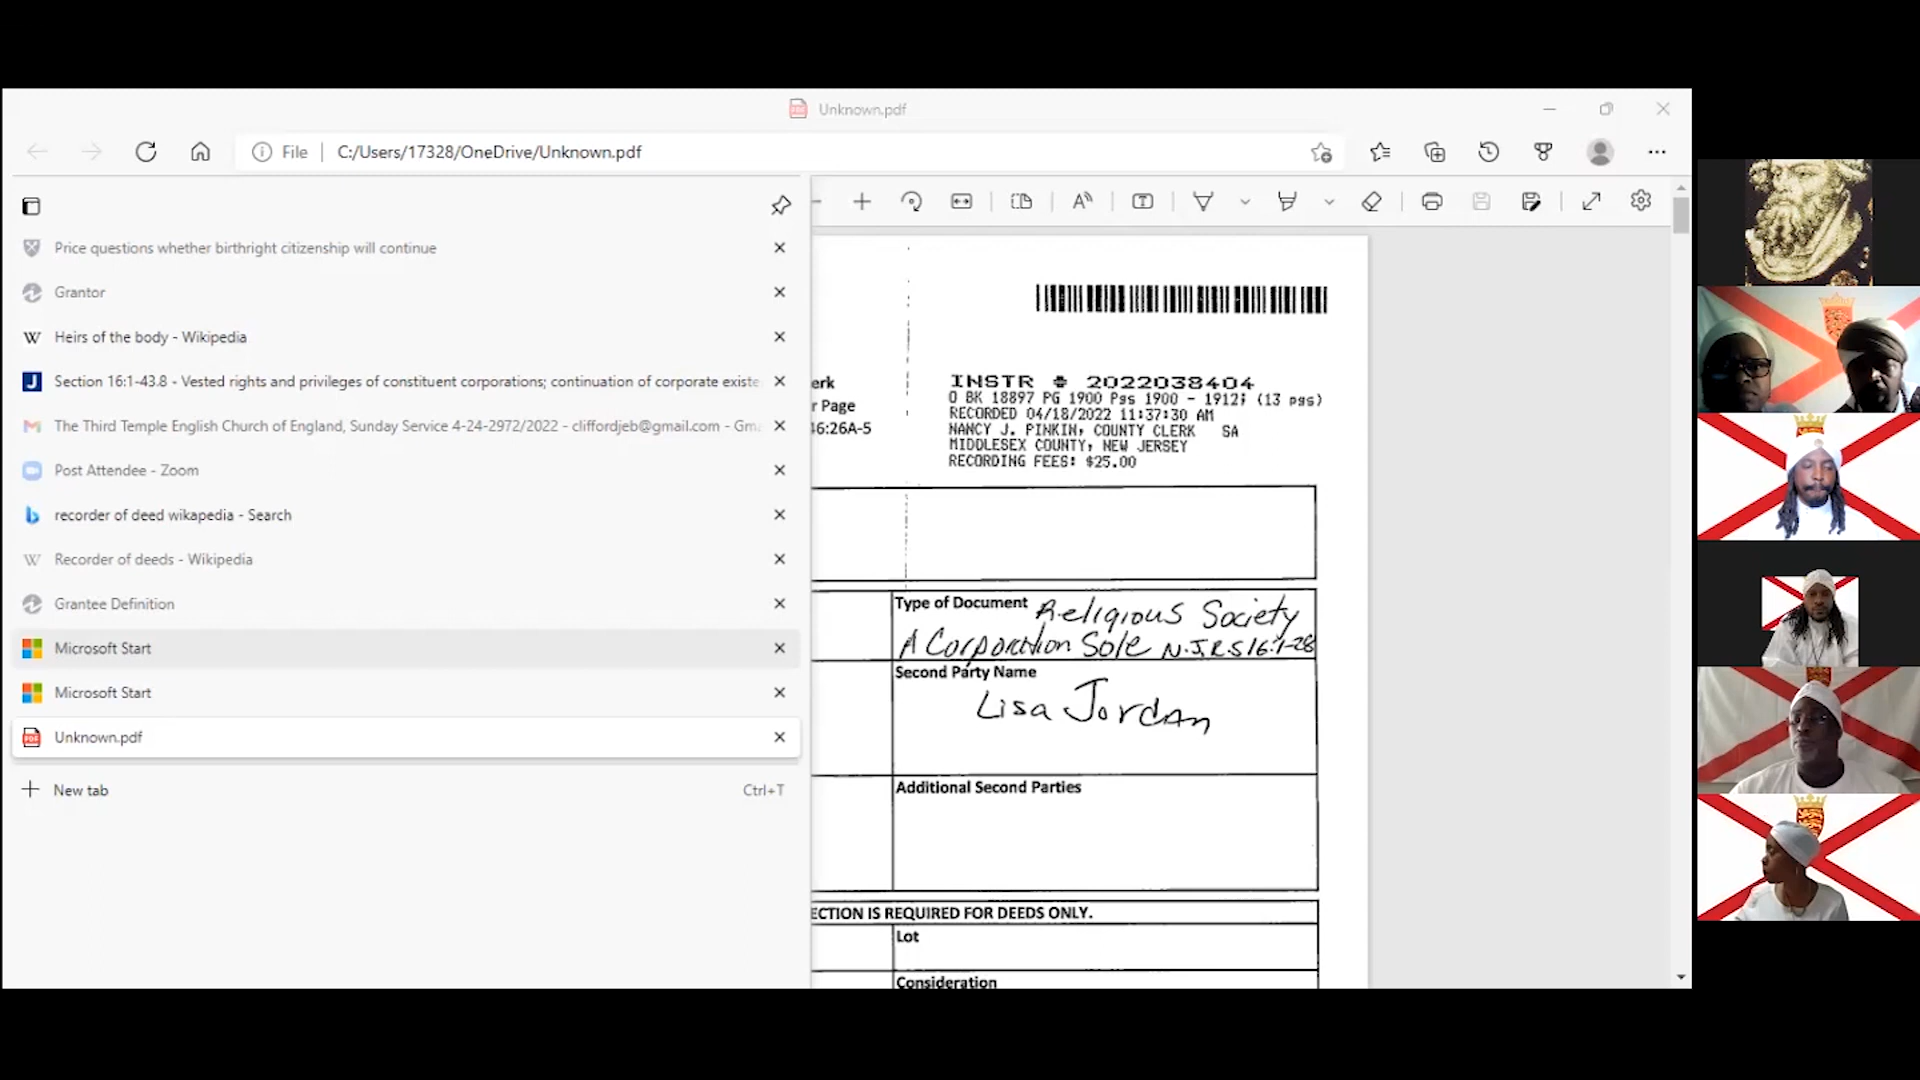 Unknown.pdf
File
C:/Users/17328/OneDrive/Unknown.pdf
Price questions whether birthright citizenship will continue
Grantor
Heirs of the body - Wikipedia
Section 16:1-43.8 - Vested rights and privileges of constituent corporations; continuation of corporate existe
The Third Temple English Church of England, Sunday Service 4-24-2972/2022 - cliffordjeb@gmail.com - Gma
Post Attendee - Zoom
recorder of deed wikapedia - Search
Recorder of deeds - Wikipedia
Grantee Definition
Microsoft Start
Microsoft Start
Unknown.pdf
New tab
Ctrl+T
erk
r Page
46:26A-5
INSTR # 2022038404
O BK 18897 PG 1900 Pgs 1900 - 1912; (13 pgs)
RECORDED 04/18/2022 11:37:30 AM
NANCY J. PINKIN, COUNTY CLERK SA
MIDDLESEX COUNTY, NEW JERSEY
RECORDING FEES: $25.00
Type of Document Religious Society
A Corporation Sole N.J.R.S 16:1-28
Second Party Name
Lisa Jordan
Additional Second Parties
ECTION IS REQUIRED FOR DEEDS ONLY.
Lot
Consideration